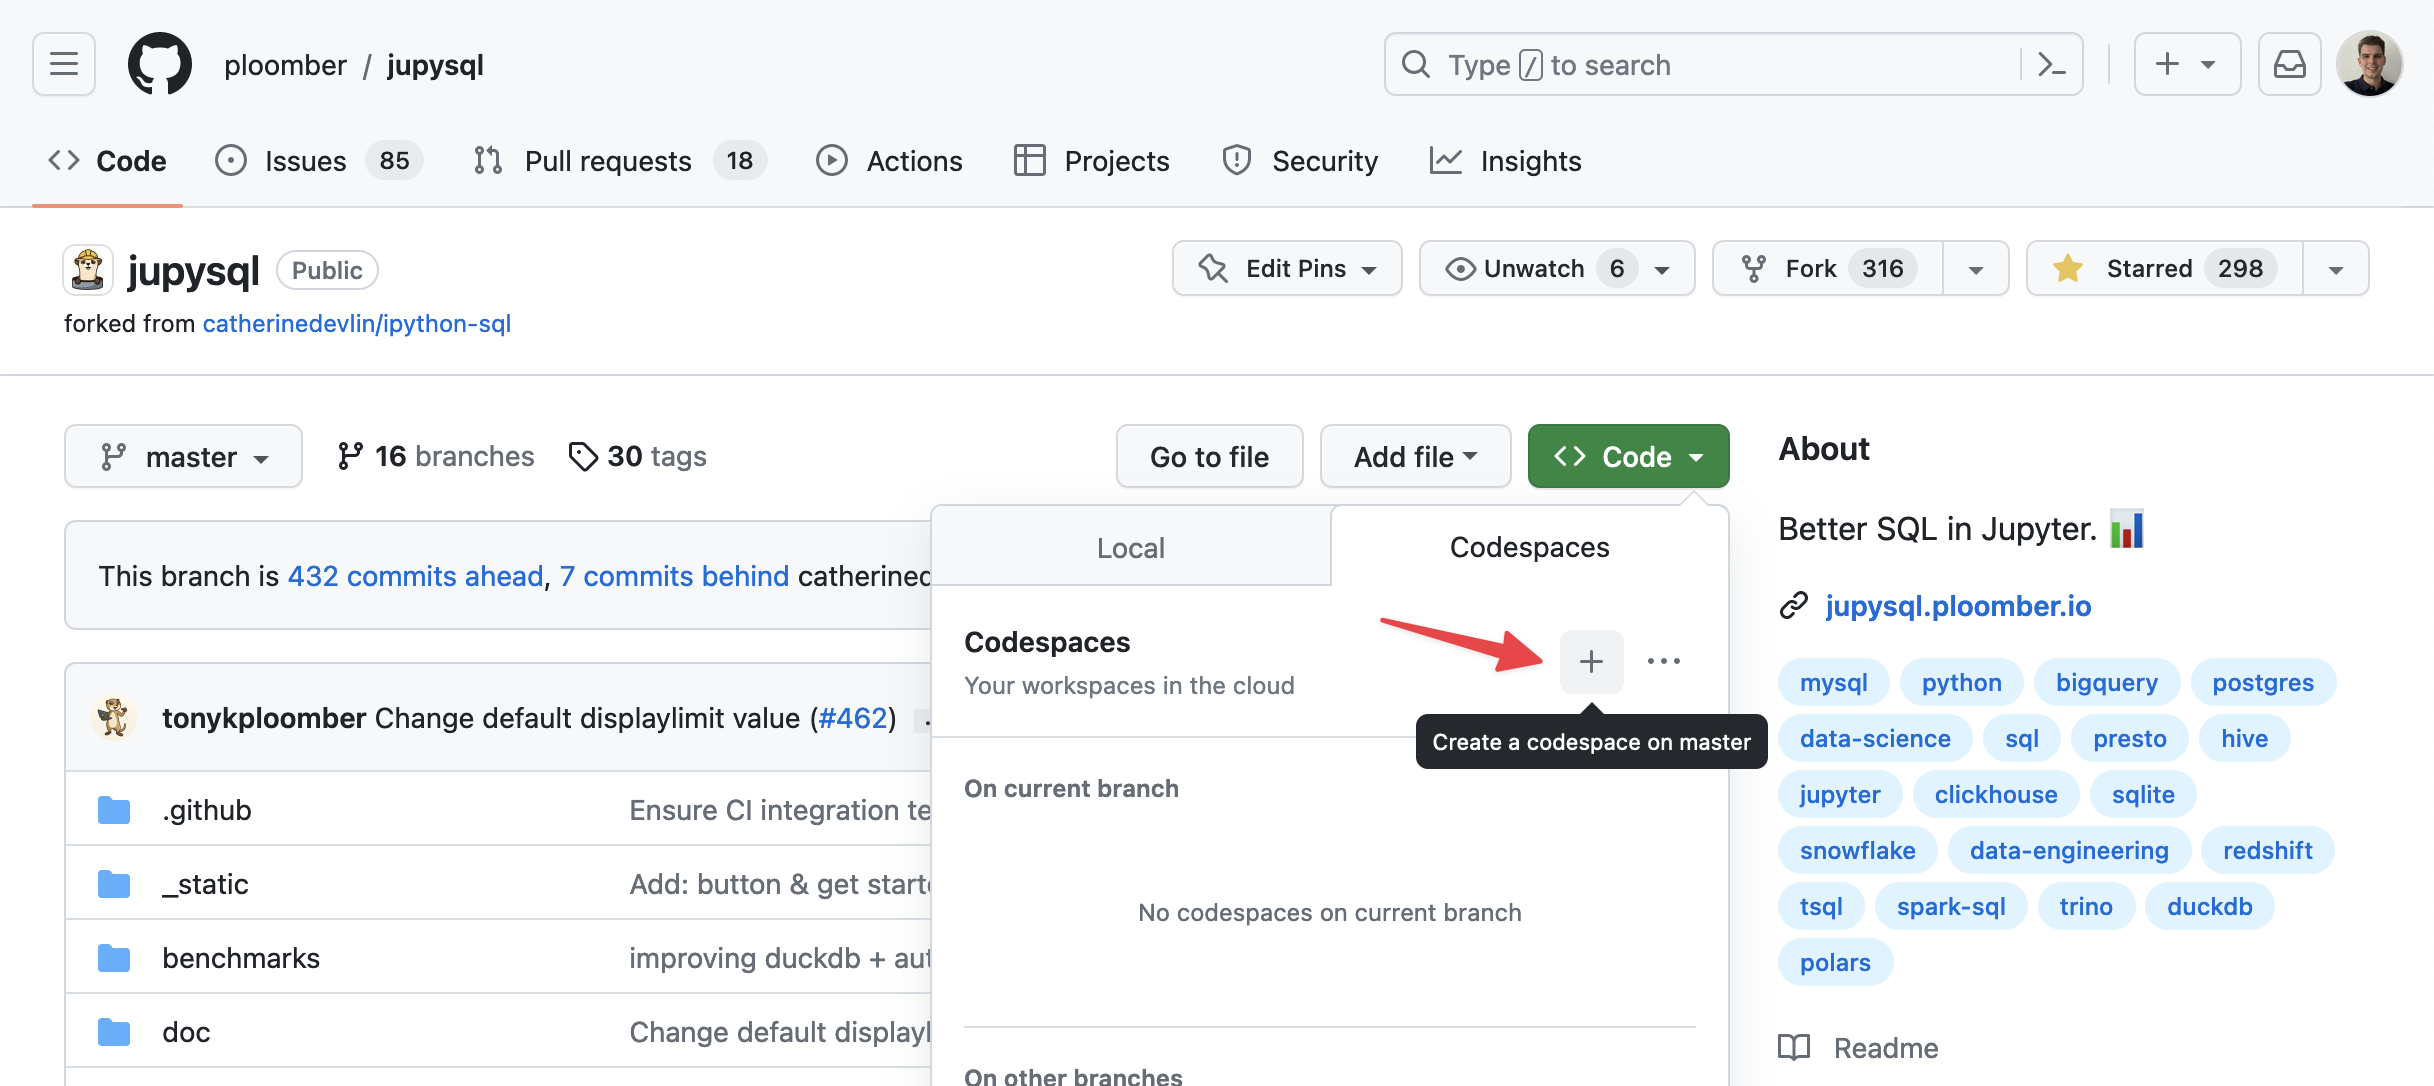 ploomber / jupysql
Type / to search
Code
Issues 85
Pull requests 18
Actions
Projects
Security
Insights
jupysql Public
forked from catherinedevlin/ipython-sql
Edit Pins
Unwatch 6
Fork 316
Starred 298
master
16 branches
30 tags
Go to file
Add file
Code
This branch is 432 commits ahead, 7 commits behind catherined
tonykploomber Change default displaylimit value (#462)
.github
Ensure CI integration te
_static
Add: button & get starte
benchmarks
improving duckdb + aut
doc
Change default displayl
Local
Codespaces
Codespaces
Your workspaces in the cloud
Create a codespace on master
On current branch
No codespaces on current branch
On other branches
About
Better SQL in Jupyter.
jupysql.ploomber.io
mysql python bigquery postgres
data-science sql presto hive
jupyter clickhouse sqlite
snowflake data-engineering redshift
tsql spark-sql trino duckdb
polars
Readme